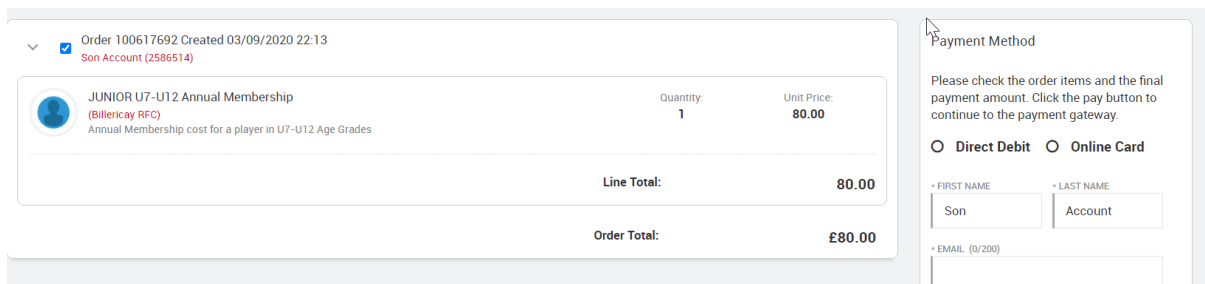 Order 100617692 Created 03/09/2020 22:13
Son Account (2586514)
JUNIOR U7-U12 Annual Membership
(Billericay RFC)
Annual Membership cost for a player in U7-U12 Age Grades
Quantity:
1
Unit Price:
80.00
Line Total:
80.00
Order Total:
£80.00
Payment Method
Please check the order items and the final
payment amount. Click the pay button to
continue to the payment gateway.
Direct Debit
Online Card
* FIRST NAME
Son
* LAST NAME
Account
* EMAIL (0/200)